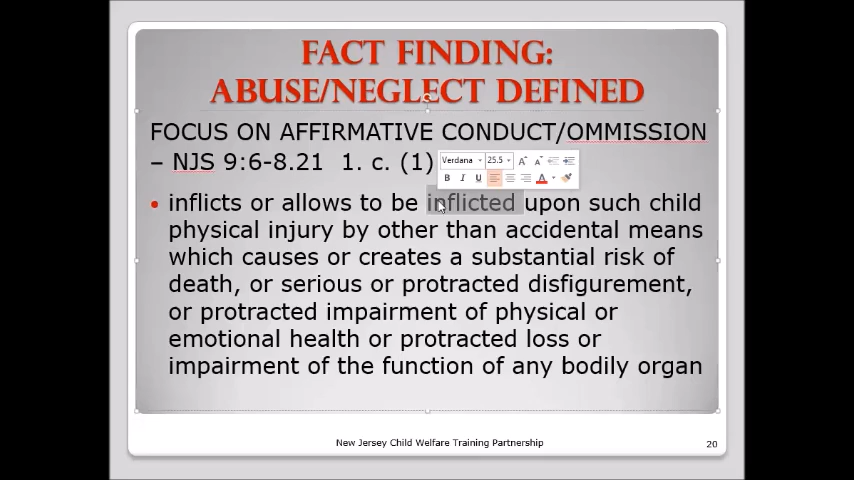 FACT FINDING:
ABUSE/NEGLECT DEFINED
FOCUS ON AFFIRMATIVE CONDUCT/OMMISSION
– NJS 9:6-8.21 1. c. (1)
Verdana 25.5 A A
B I U A
• inflicts or allows to be inflicted upon such child
physical injury by other than accidental means
which causes or creates a substantial risk of
death, or serious or protracted disfigurement,
or protracted impairment of physical or
emotional health or protracted loss or
impairment of the function of any bodily organ
New Jersey Child Welfare Training Partnership
20